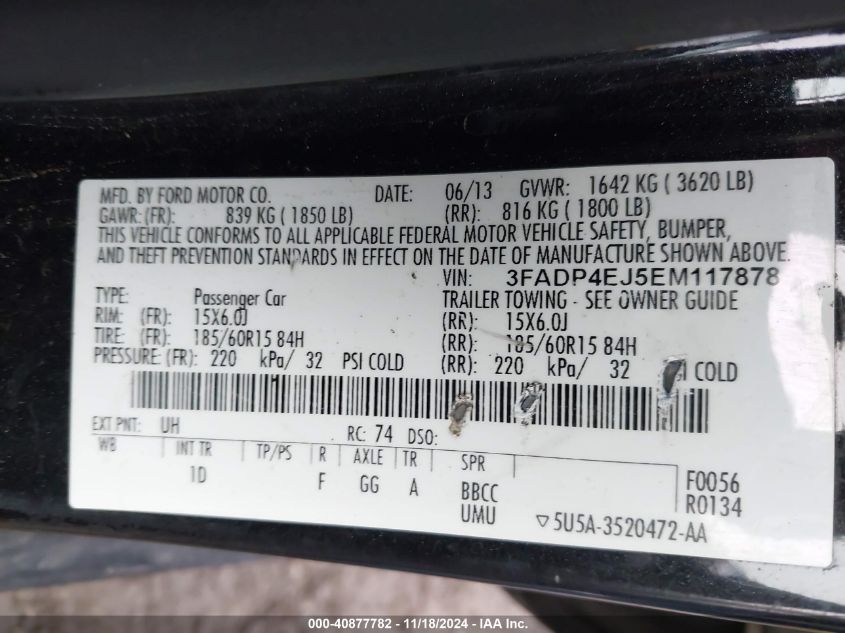 MFD. BY FORD MOTOR CO. DATE: 06/13 GVWR: 1642 KG ( 3620 LB)
GAWR: (FR): 839 KG ( 1850 LB) (RR): 816 KG ( 1800 LB)
THIS VEHICLE CONFORMS TO ALL APPLICABLE FEDERAL MOTOR VEHICLE SAFETY, BUMPER,
AND THEFT PREVENTION STANDARDS IN EFFECT ON THE DATE OF MANUFACTURE SHOWN ABOVE.
VIN: 3FADP4EJ5EM117878
TYPE: Passenger Car TRAILER TOWING - SEE OWNER GUIDE
RIM: (FR): 15X6.0J (RR): 15X6.0J
TIRE: (FR): 185/60R15 84H (RR): 185/60R15 84H
PRESSURE: (FR): 220 kPa/ 32 PSI COLD (RR): 220 kPa/ 32 COLD
EXT PNT: UH RC: 74 DSO:
WB INT TR TP/PS R AXLE TR SPR
1D F GG A BBCC F0056
UMU R0134
5U5A-3520472-AA
000-40877782 - 11/18/2024 - IAA Inc.